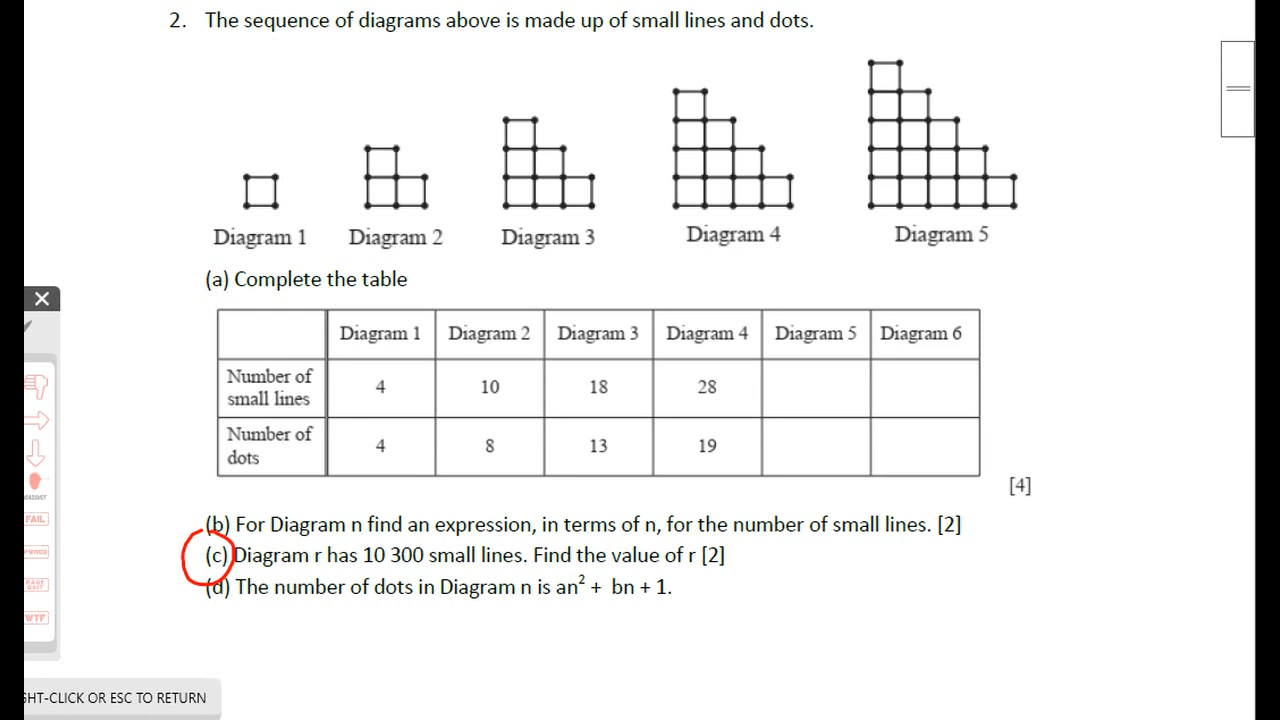 2. The sequence of diagrams above is made up of small lines and dots.
Diagram 1 Diagram 2 Diagram 3 Diagram 4 Diagram 5
(a) Complete the table
Diagram 1 Diagram 2 Diagram 3 Diagram 4 Diagram 5 Diagram 6
Number of
small lines 4 10 18 28
Number of
dots 4 8 13 19
[4]
(b) For Diagram n find an expression, in terms of n, for the number of small lines. [2]
(c) Diagram r has 10 300 small lines. Find the value of r [2]
(d) The number of dots in Diagram n is an² + bn + 1.
FAIL
WTF
HT-CLICK OR ESC TO RETURN